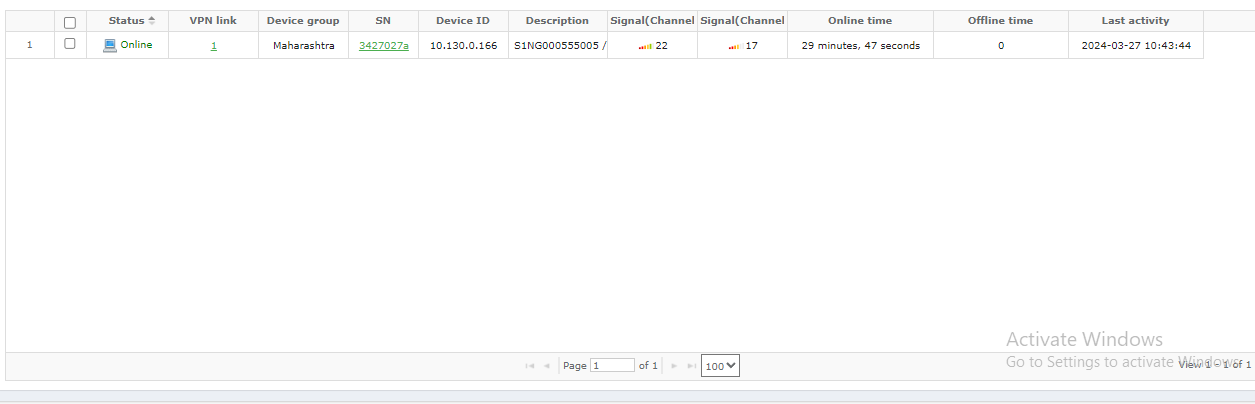 Status VPN link Device group SN Device ID Description Signal(Channel Signal(Channel Online time Offline time Last activity
1 Online 1 Maharashtra 3427027a 10.130.0.166 S1NG000555005 / 22 17 29 minutes, 47 seconds 0 2024-03-27 10:43:44
Activate Windows
Go to Settings to activate Windows.
Page 1 of 1 100 View 1 - 1 of 1